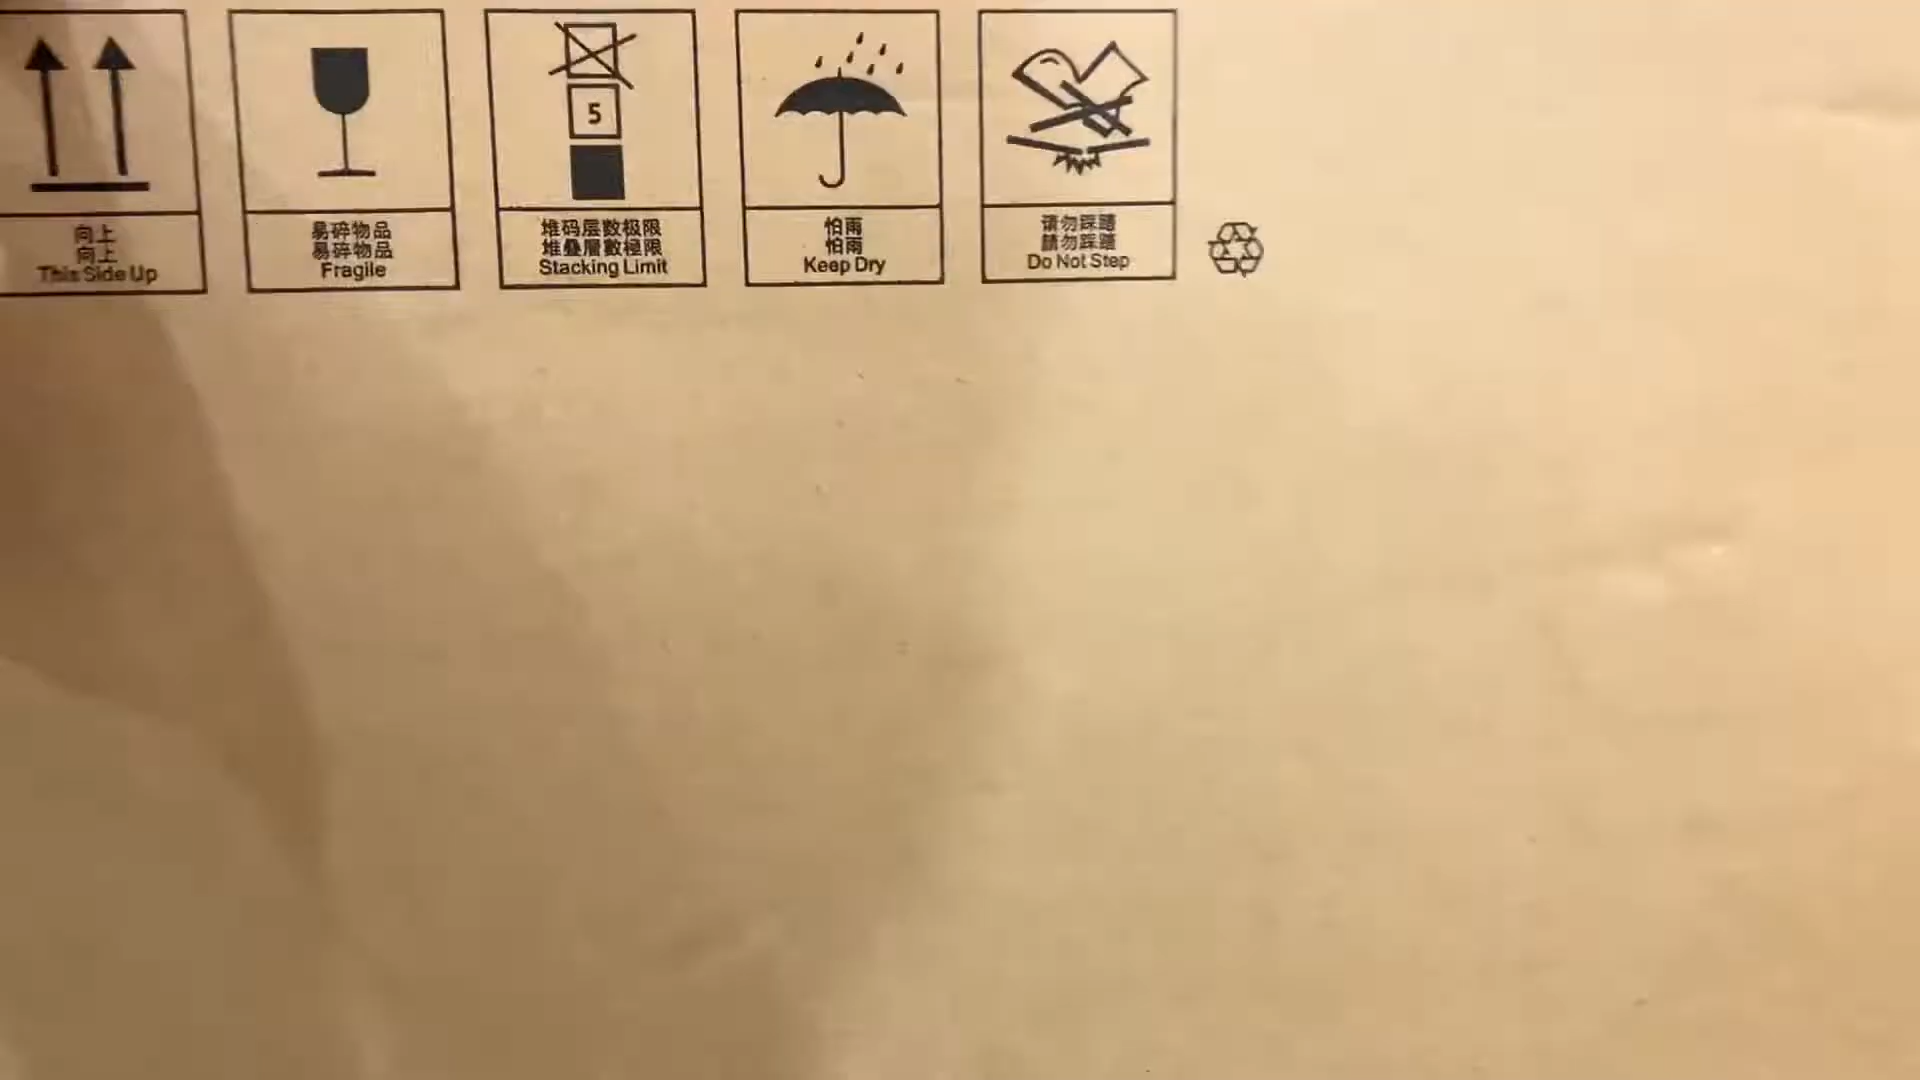 向上
向上
This Side Up
易碎物品
易碎物品
Fragile
5
堆码层数极限
堆叠層數極限
Stacking Limit
怕雨
怕雨
Keep Dry
请勿踩踏
請勿踩踏
Do Not Step